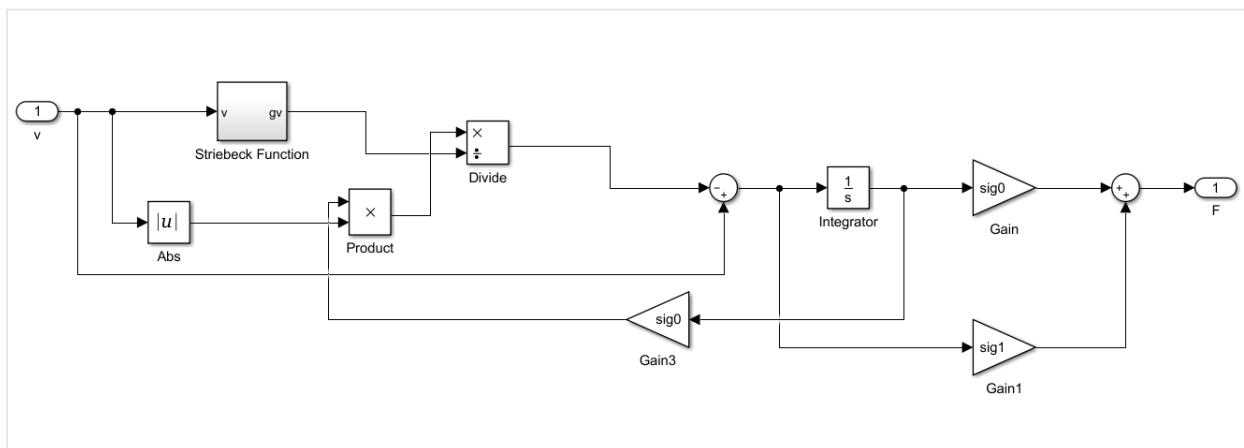 1
v
v gv
Striebeck Function
|u|
Abs
×
Product
×
÷
Divide
−
+
1
s
Integrator
sig0
Gain
+
+
1
F
sig0
Gain3
sig1
Gain1